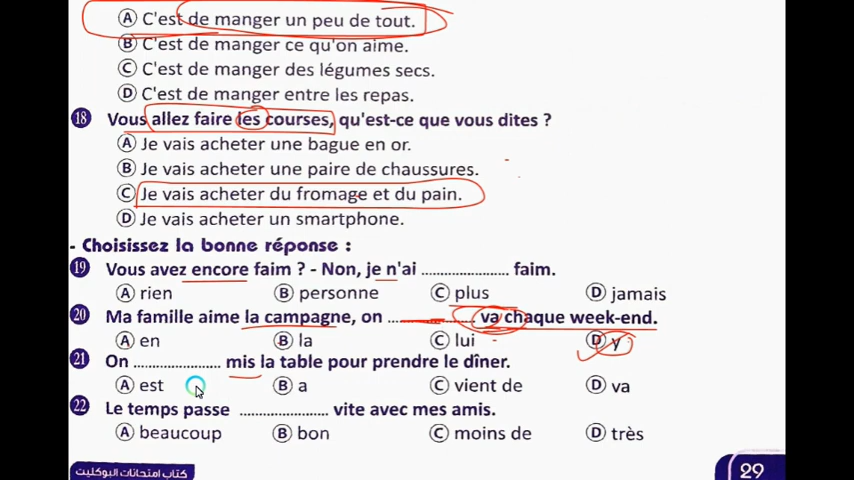 A C'est de manger un peu de tout.
B C'est de manger ce qu'on aime.
C C'est de manger des légumes secs.
D C'est de manger entre les repas.
18 Vous allez faire les courses, qu'est-ce que vous dites ?
A Je vais acheter une bague en or.
B Je vais acheter une paire de chaussures.
C Je vais acheter du fromage et du pain.
D Je vais acheter un smartphone.
- Choisissez la bonne réponse :
19 Vous avez encore faim ? - Non, je n'ai ...................... faim.
A rien B personne C plus D jamais
20 Ma famille aime la campagne, on ...................... va chaque week-end.
A en B la C lui D y
21 On ...................... mis la table pour prendre le dîner.
A est B a C vient de D va
22 Le temps passe ...................... vite avec mes amis.
A beaucoup B bon C moins de D très
كتاب امتحانات البوكليت
29